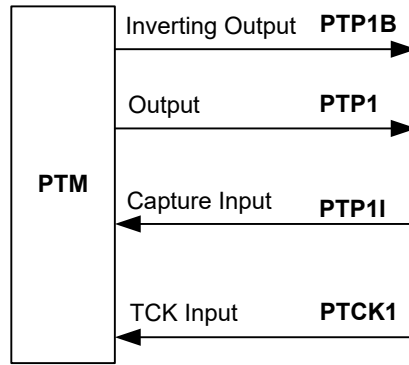 Inverting Output PTP1B
Output PTP1
PTM
Capture Input PTP1I
TCK Input PTCK1